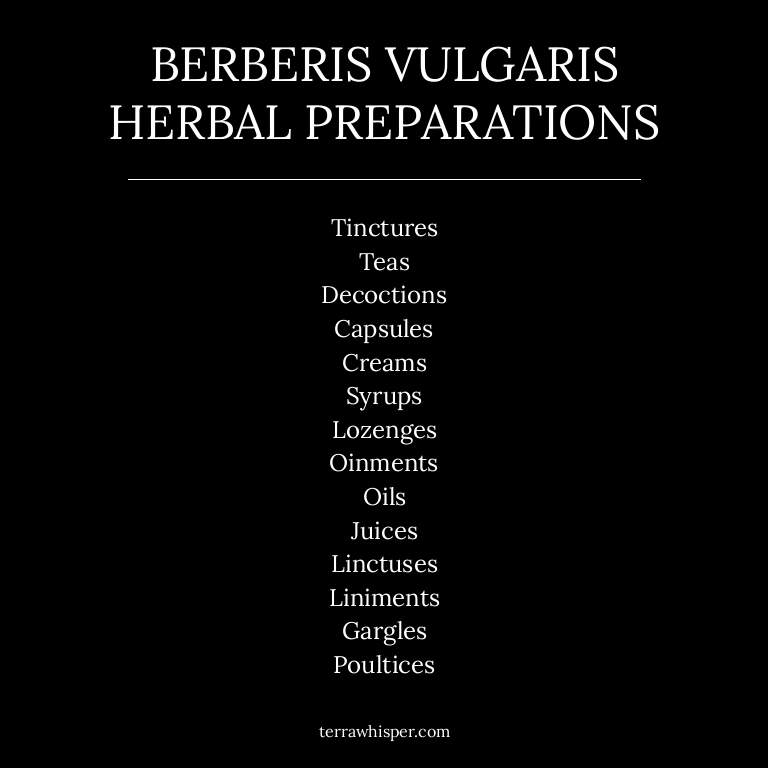 BERBERIS VULGARIS
HERBAL PREPARATIONS
Tinctures
Teas
Decoctions
Capsules
Creams
Syrups
Lozenges
Oinments
Oils
Juices
Linctuses
Liniments
Gargles
Poultices
terrawhisper.com